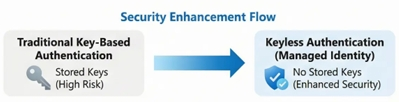 Security Enhancement Flow
Traditional Key-Based
Authentication
Stored Keys
(High Risk)
Keyless Authentication
(Managed Identity)
No Stored Keys
(Enhanced Security)